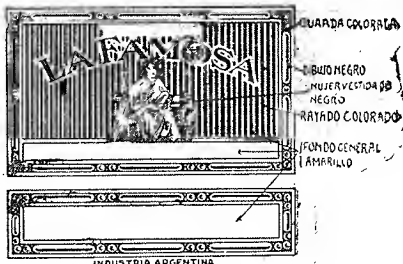 LA FAMOSA
GUARDA COLORADA
DIBUJO NEGRO
MUJER VESTIDA DE
NEGRO
RAYADO COLORADO
FONDO GENERAL
AMARILLO
INDUSTRIA ARGENTINA